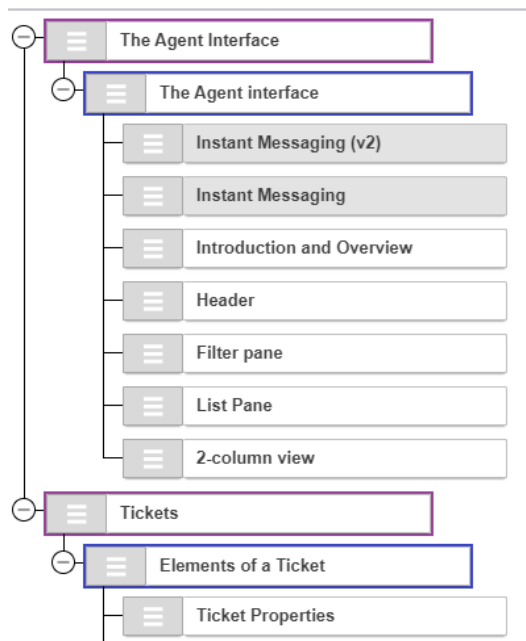 The Agent Interface
The Agent interface
Instant Messaging (v2)
Instant Messaging
Introduction and Overview
Header
Filter pane
List Pane
2-column view
Tickets
Elements of a Ticket
Ticket Properties